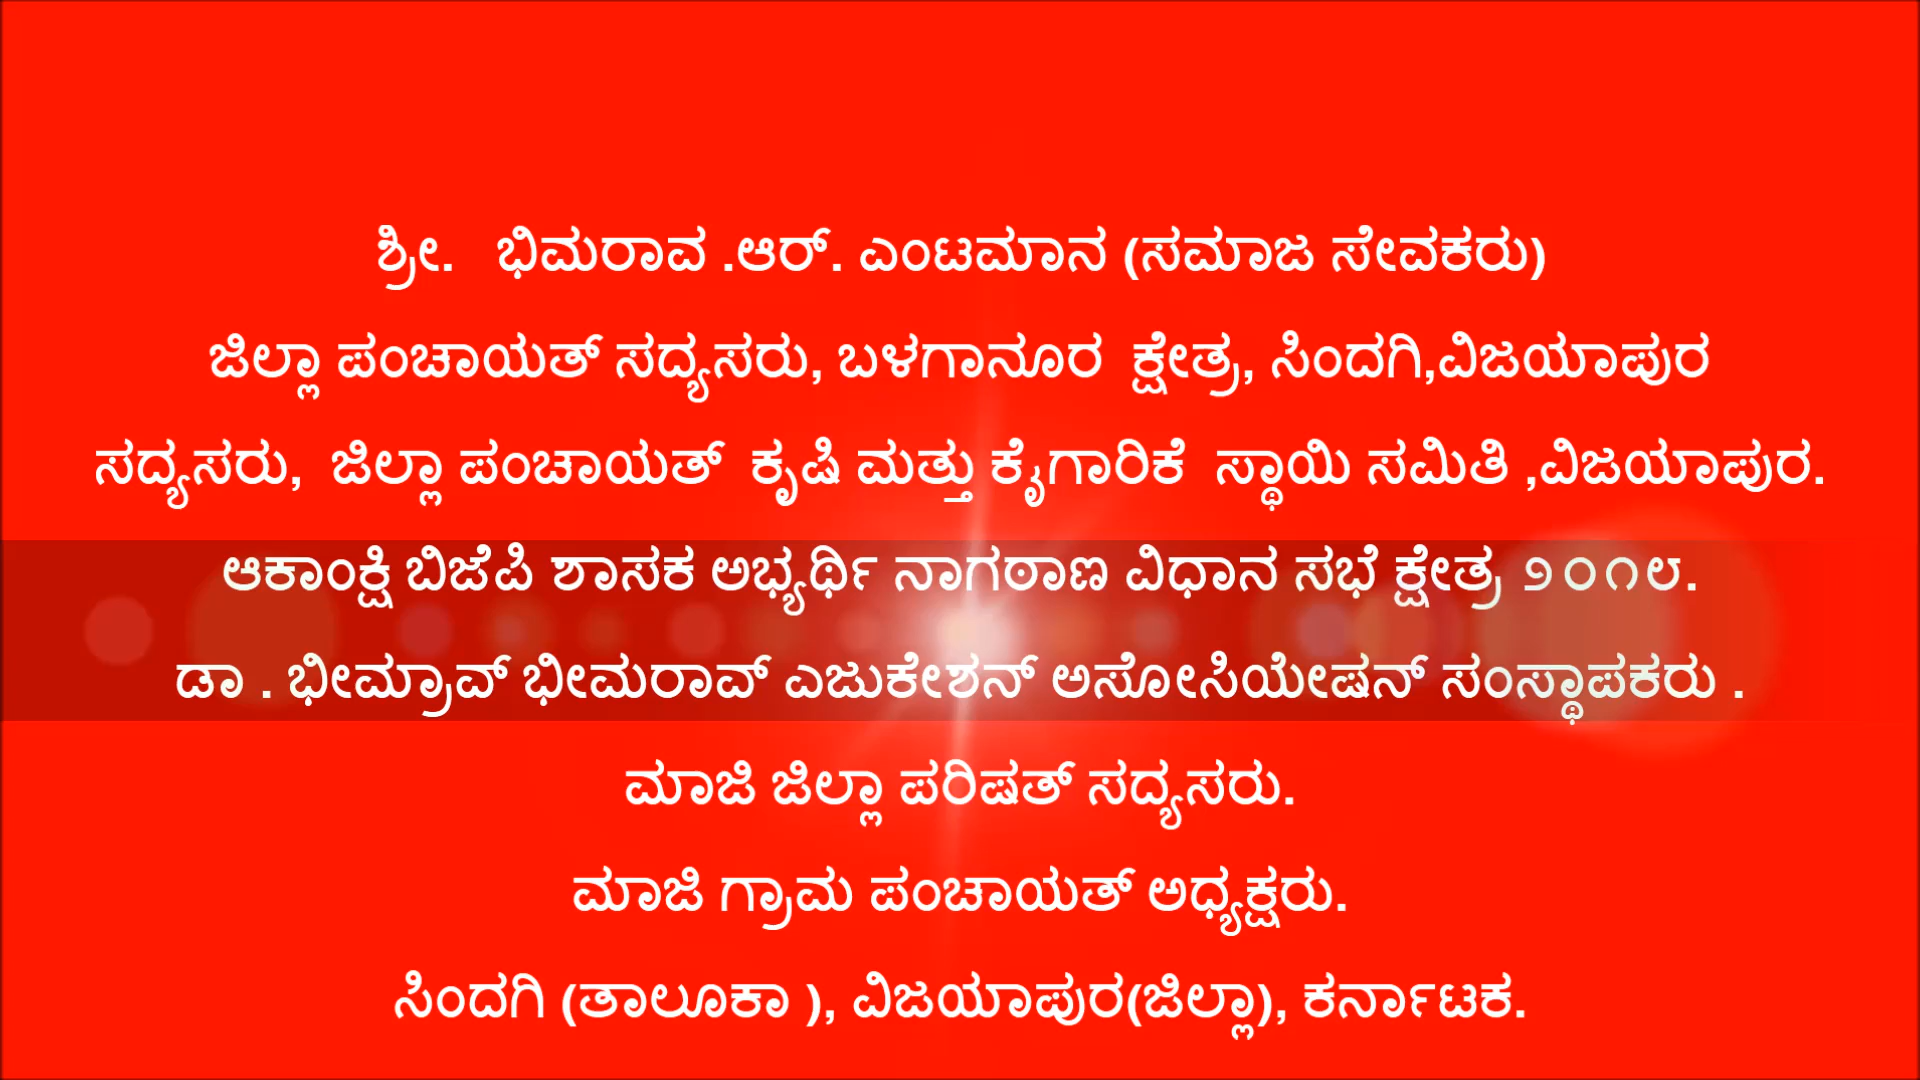 ಶ್ರೀ. ಭಿಮರಾವ .ಆರ್. ಎಂಟಮಾನ (ಸಮಾಜ ಸೇವಕರು)
ಜಿಲ್ಲಾ ಪಂಚಾಯತ್ ಸದ್ಯಸರು, ಬಳಗಾನೂರ ಕ್ಷೇತ್ರ, ಸಿಂದಗಿ,ವಿಜಯಾಪುರ
ಸದ್ಯಸರು, ಜಿಲ್ಲಾ ಪಂಚಾಯತ್ ಕೃಷಿ ಮತ್ತು ಕೈಗಾರಿಕೆ ಸ್ಥಾಯಿ ಸಮಿತಿ ,ವಿಜಯಾಪುರ.
ಆಕಾಂಕ್ಷಿ ಬಿಜೆಪಿ ಶಾಸಕ ಅಭ್ಯರ್ಥಿ ನಾಗಠಾಣ ವಿಧಾನ ಸಭೆ ಕ್ಷೇತ್ರ ೨೦೧೮.
ಡಾ . ಭೀಮ್ರಾವ್ ಭೀಮರಾವ್ ಎಜುಕೇಶನ್ ಅಸೋಸಿಯೇಷನ್ ಸಂಸ್ಥಾಪಕರು .
ಮಾಜಿ ಜಿಲ್ಲಾ ಪರಿಷತ್ ಸದ್ಯಸರು.
ಮಾಜಿ ಗ್ರಾಮ ಪಂಚಾಯತ್ ಅಧ್ಯಕ್ಷರು.
ಸಿಂದಗಿ (ತಾಲೂಕಾ ), ವಿಜಯಾಪುರ(ಜಿಲ್ಲಾ), ಕರ್ನಾಟಕ.